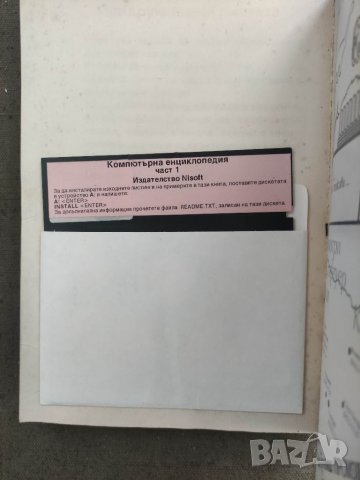 Компютърна енциклопедия
част 1
Издателство Nisoft
За да инсталирате изходните листинги на примерите в тази книга, поставете дискетата
в устройство A: и напишете:
A: <ENTER>
INSTALL <ENTER>
За допълнителна информация прочетете файла README.TXT, записан на тази дискета.
BAZAR